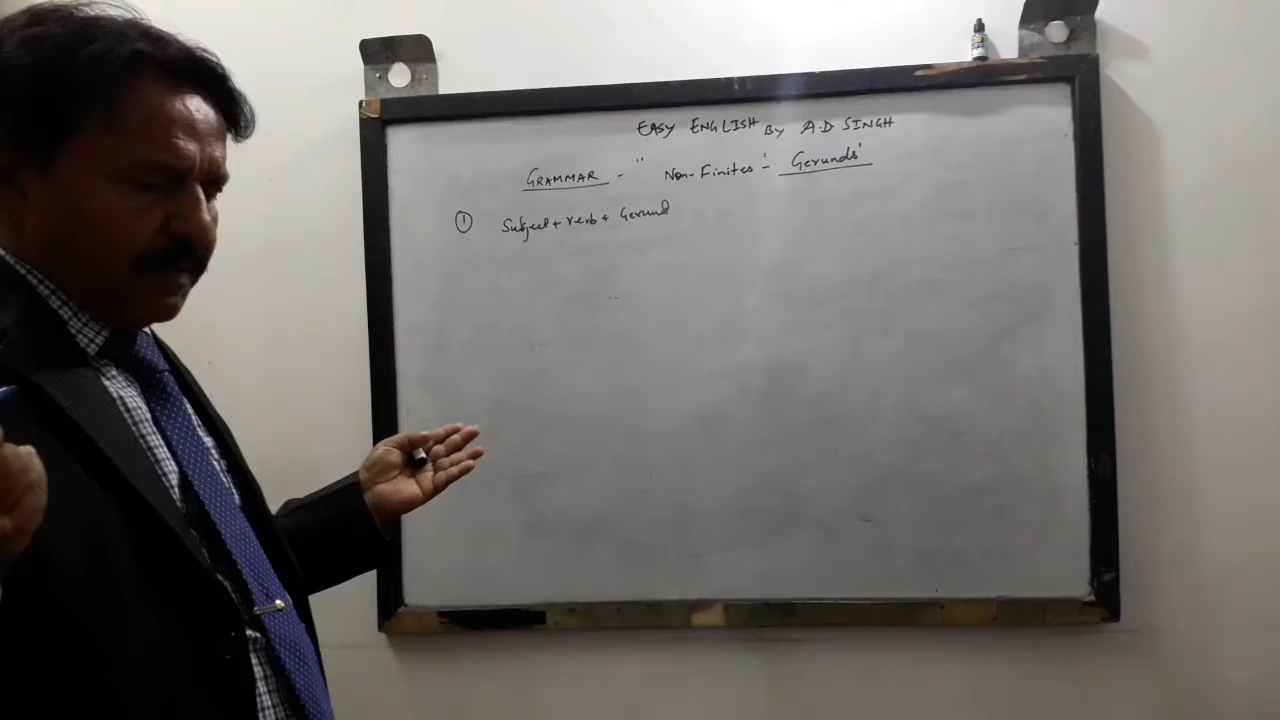 EASY ENGLISH By A.D SINGH
GRAMMAR - " Non-Finites' - Gerunds'
① Subject + Verb + Gerund